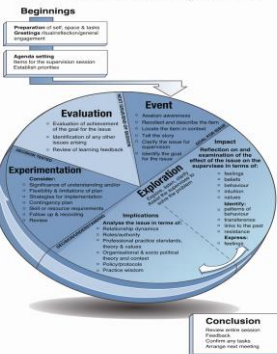 Beginnings
Preparation of self, space & tasks
Greetings ritual/reflection/general
engagement
Agenda setting
Items for the supervision session
Establish priorities
Evaluation
Evaluation of achievement
of the goal for the issue
Identification of any other
issues arising
Review of learning feedback
Event
Awaken awareness
Recollect and describe the item
Locate the item in context
Tell the story
Clarify the issue for
supervision
Identify the goal
for the issue
Impact
Reflection on and
examination of the
effect of the issue on the
supervisee in terms of:
feelings
beliefs
behaviour
intuition
values
Identify:
patterns of
behaviour
transference
links to the past
resistance
Express:
feelings
Exploration
Experimentation
Consider:
Significance of understanding and/or
Flexibility & limitations of plan
Strategies for implementation
Contingency plan
Skill or resource requirements
Follow up & recording
Review
Implications
Analyse the issue in terms of:
Relationship dynamics
Roles/authority
Professional practice standards,
theory & values
Organisational & socio political
theory and context
Policy/protocols
Practice wisdom
Conclusion
Review entire session
Feedback
Confirm any tasks
Arrange next meeting